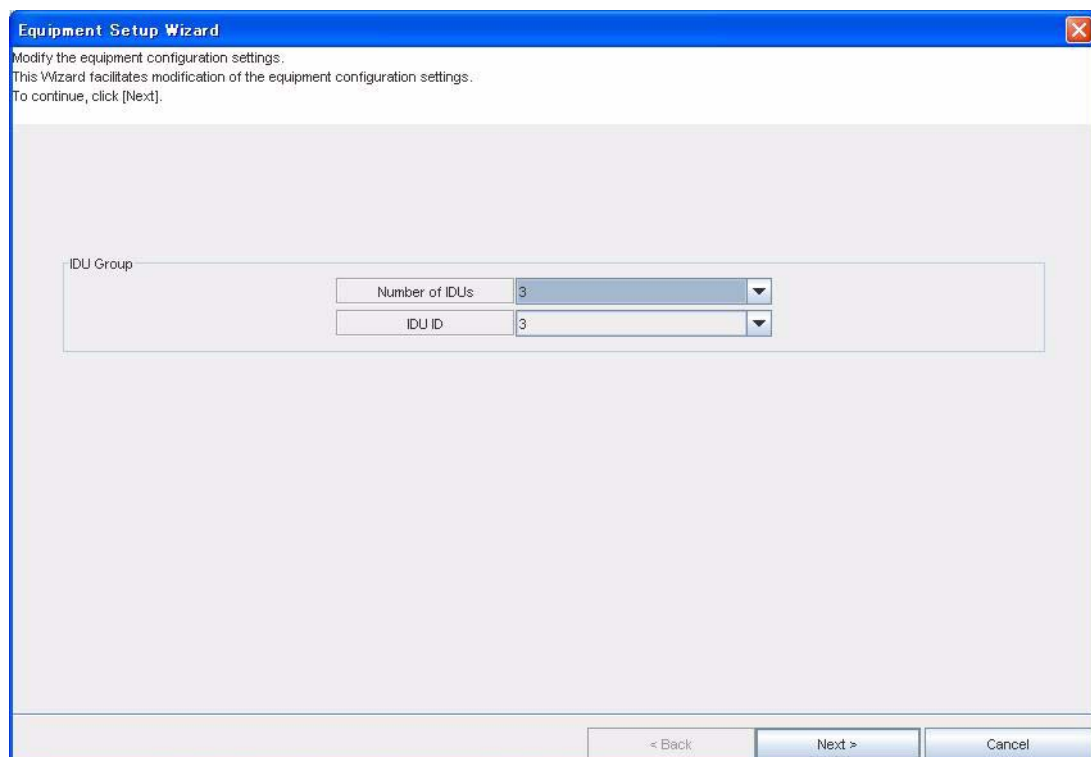 Equipment Setup Wizard
Modify the equipment configuration settings.
This Wizard facilitates modification of the equipment configuration settings.
To continue, click [Next].
IDU Group
Number of IDUs 3
IDU ID 3
< Back Next > Cancel